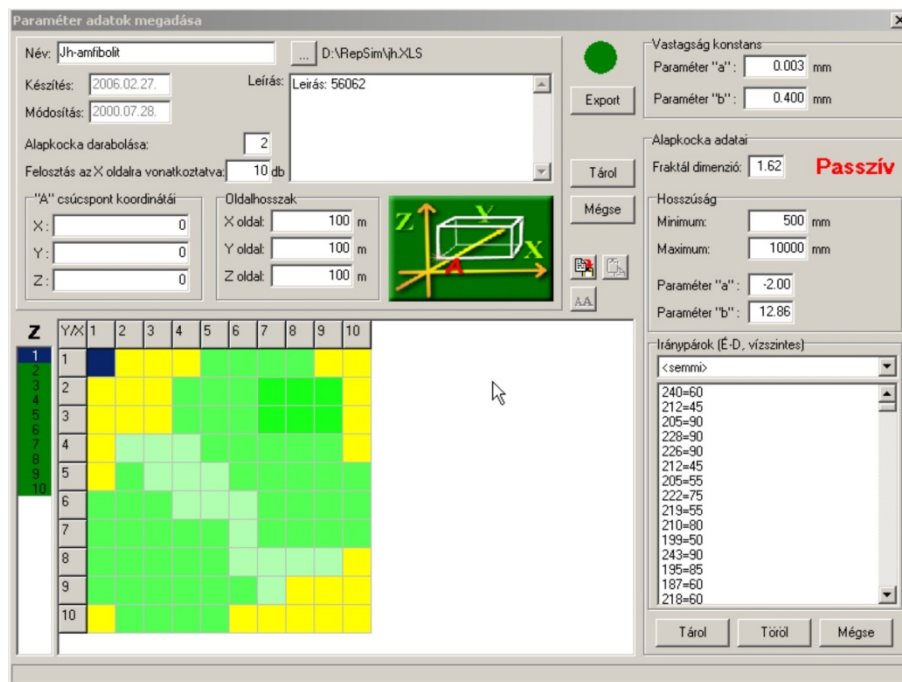 Paraméter adatok megadása
Név: Jh-amfibolit ... D:\RepSim\jh.XLS
Készítés: 2006.02.27.
Módosítás: 2000.07.28.
Leírás: Leirás: 56062
Alapkocka darabolása: 2
Felosztás az X oldalra vonatkoztatva: 10 db
"A" csúcspont koordinátái
X: 0
Y: 0
Z: 0
Oldalhosszak
X oldal: 100 m
Y oldal: 100 m
Z oldal: 100 m
Z Y X A
Export
Tárol
Mégse
AA
Vastagság konstans
Paraméter "a": 0.003 mm
Paraméter "b": 0.400 mm
Alapkocka adatai
Fraktál dimenzió: 1.62 Passzív
Hosszúság
Minimum: 500 mm
Maximum: 10000 mm
Paraméter "a": -2.00
Paraméter "b": 12.86
Z
1
2
3
4
5
6
7
8
9
10
Y/X 1 2 3 4 5 6 7 8 9 10
1
2
3
4
5
6
7
8
9
10
Iránypárok (É-D, vízszintes)
<semmi>
240=60
212=45
205=90
228=90
226=90
212=45
205=55
222=75
219=55
210=80
199=50
243=90
195=85
187=60
218=60
Tárol Töröl Mégse